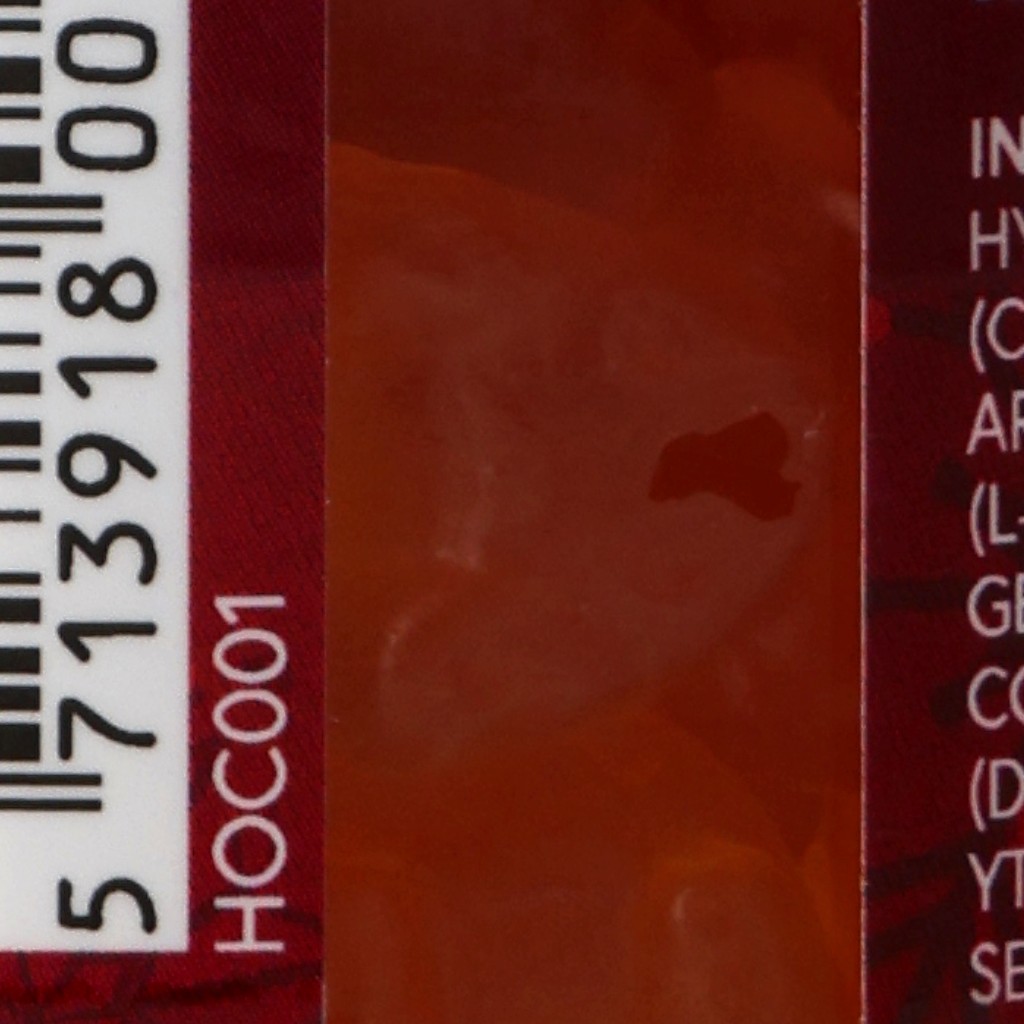 5 713918 00
HOC001
IN
HY
(C
AR
(L-
GE
CO
(D
YT
SE